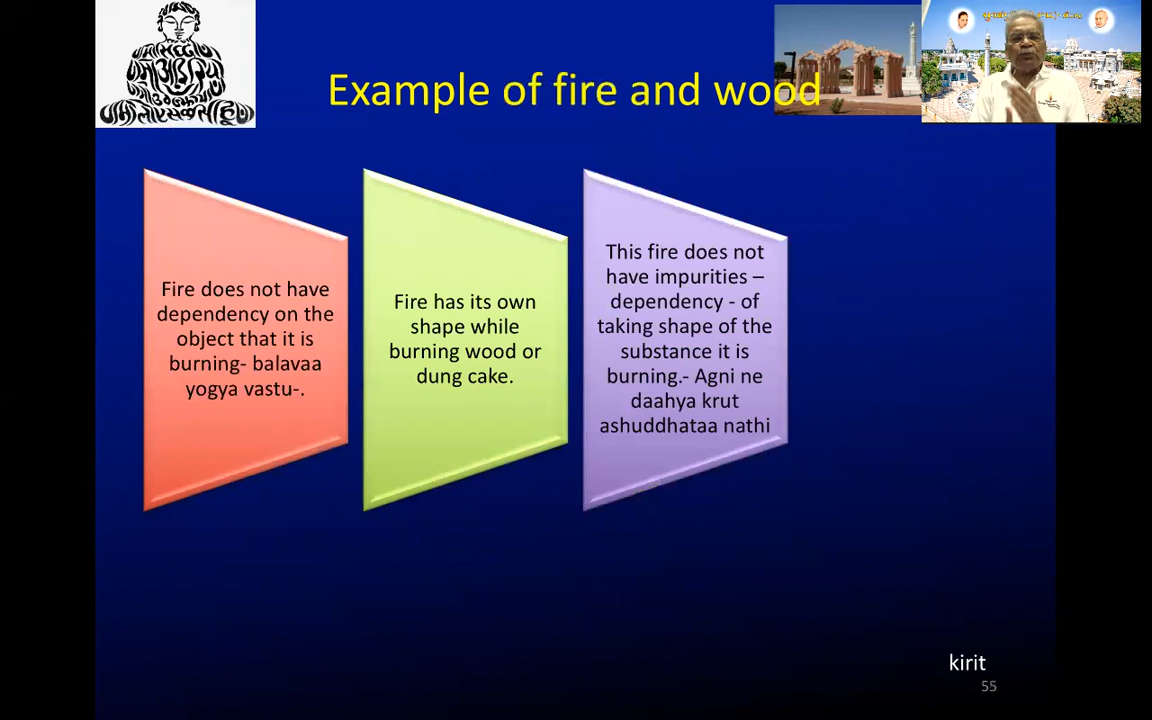 Example of fire and wood
Fire does not have
dependency on the
object that it is
burning- balavaa
yogya vastu-.
Fire has its own
shape while
burning wood or
dung cake.
This fire does not
have impurities –
dependency - of
taking shape of the
substance it is
burning.- Agni ne
daahya krut
ashuddhataa nathi
kirit
55